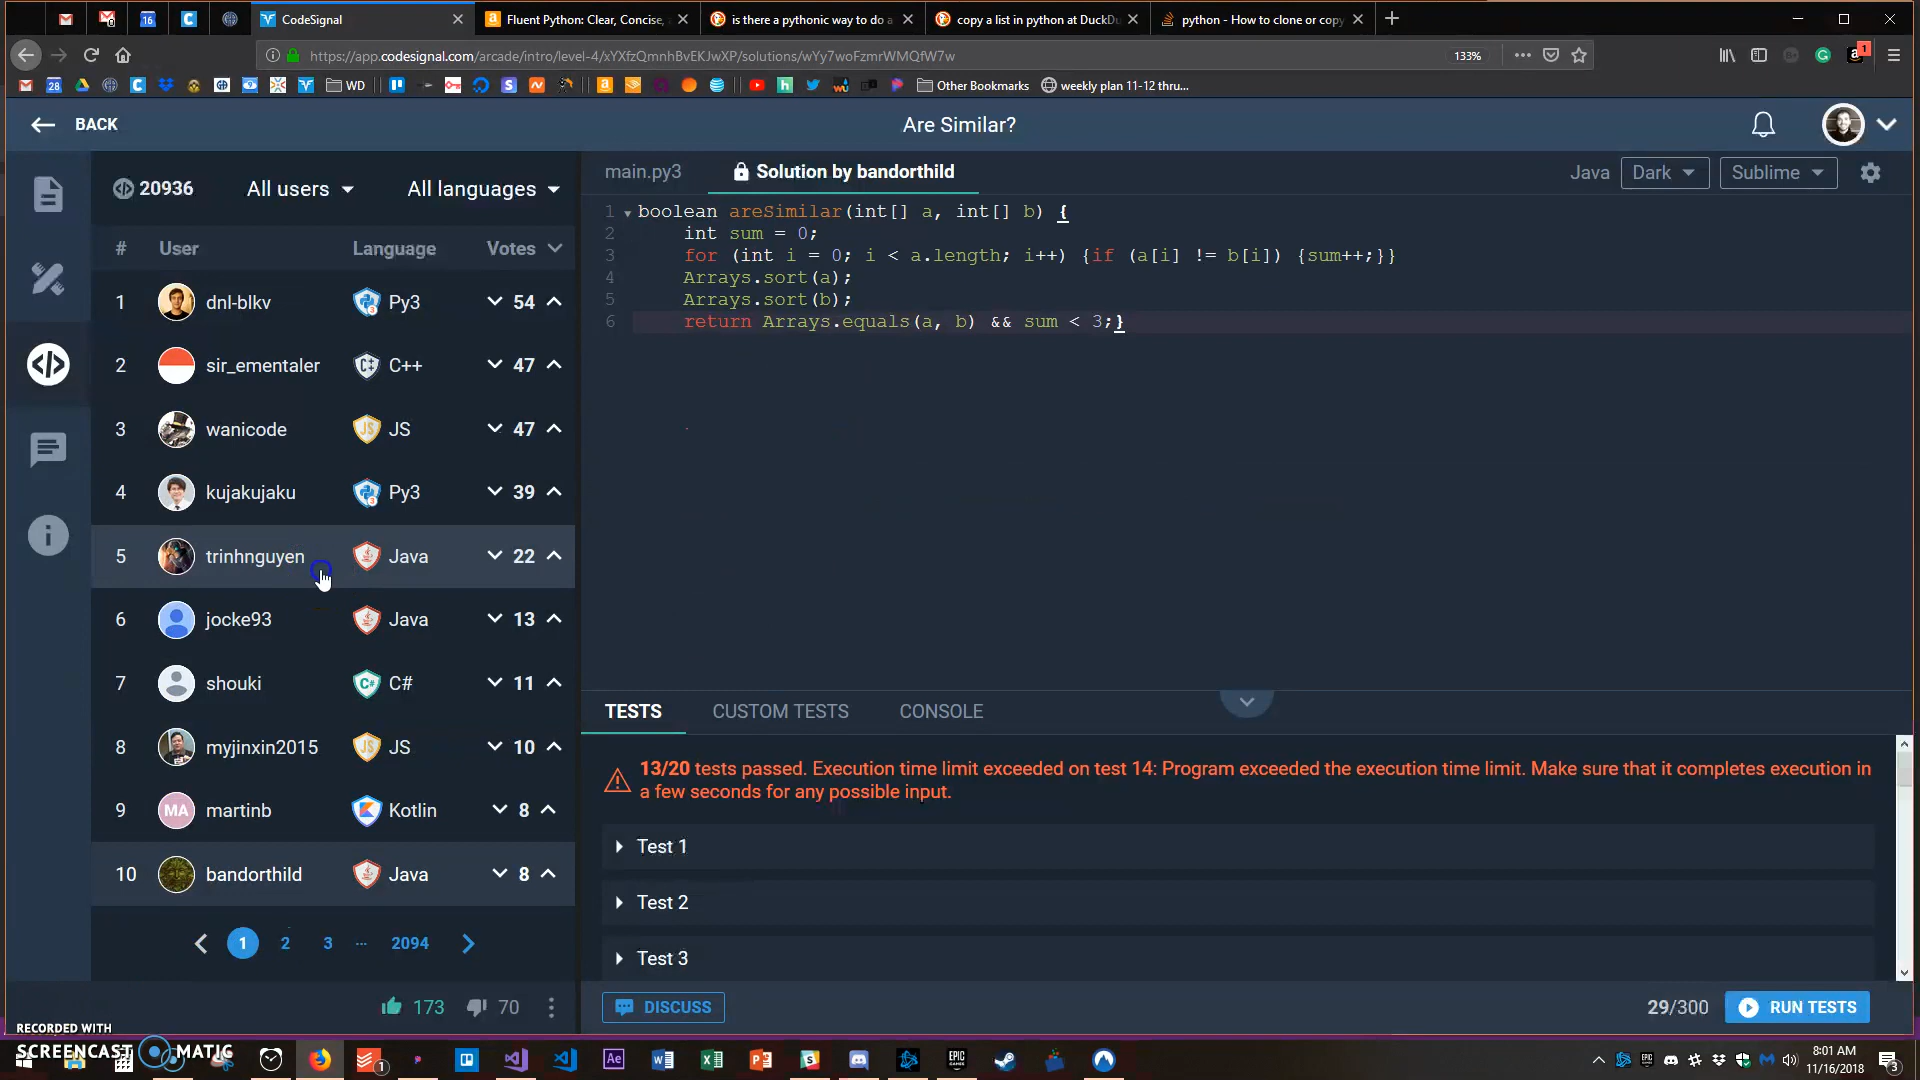 CodeSignal
Fluent Python: Clear, Concise,
is there a pythonic way to do a
copy a list in python at DuckDu
python - How to clone or copy
https://app.codesignal.com/arcade/intro/level-4/xYXfzQmnhBvEKJwXP/solutions/wYy7woFzmrWMQfW7w
133%
WD
Other Bookmarks
weekly plan 11-12 thru...
BACK
Are Similar?
20936
All users
All languages
main.py3
Solution by bandorthild
Java
Dark
Sublime
# User Language Votes
1 dnl-blkv Py3 54
2 sir_ementaler C++ 47
3 wanicode JS 47
4 kujakujaku Py3 39
5 trinhnguyen Java 22
6 jocke93 Java 13
7 shouki C# 11
8 myjinxin2015 JS 10
9 MA martinb Kotlin 8
10 bandorthild Java 8
1 2 3 ... 2094
173 70
1 boolean areSimilar(int[] a, int[] b) {
2 int sum = 0;
3 for (int i = 0; i < a.length; i++) {if (a[i] != b[i]) {sum++;}}
4 Arrays.sort(a);
5 Arrays.sort(b);
6 return Arrays.equals(a, b) && sum < 3;}
TESTS
CUSTOM TESTS
CONSOLE
13/20 tests passed. Execution time limit exceeded on test 14: Program exceeded the execution time limit. Make sure that it completes execution in
a few seconds for any possible input.
Test 1
Test 2
Test 3
DISCUSS
29/300
RUN TESTS
RECORDED WITH
SCREENCAST MATIC
8:01 AM
11/16/2018